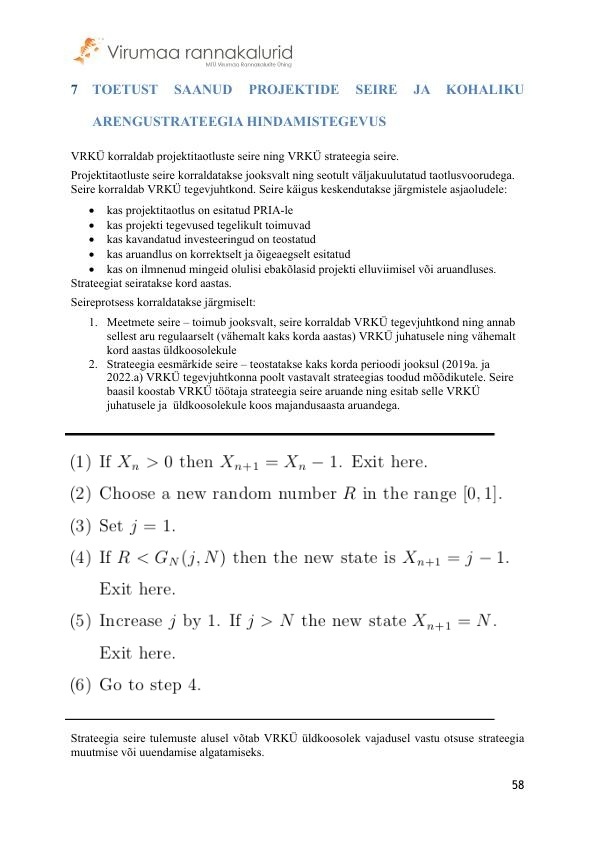 Virumaa rannakalurid
MTÜ Virumaa Rannakalurite Ühing
7 TOETUST SAANUD PROJEKTIDE SEIRE JA KOHALIKU
ARENGUSTRATEEGIA HINDAMISTEGEVUS
VRKÜ korraldab projektitaotluste seire ning VRKÜ strateegia seire.
Projektitaotluste seire korraldatakse jooksvalt ning seotult väljakuulutatud taotlusvoorudega.
Seire korraldab VRKÜ tegevjuhtkond. Seire käigus keskendutakse järgmistele asjaoludele:
• kas projektitaotlus on esitatud PRIA-le
• kas projekti tegevused tegelikult toimuvad
• kas kavandatud investeeringud on teostatud
• kas aruandlus on korrektselt ja õigeaegselt esitatud
• kas on ilmnenud mingeid olulisi ebakõlasid projekti elluviimisel või aruandluses.
Strateegiat seiratakse kord aastas.
Seireprotsess korraldatakse järgmiselt:
1. Meetmete seire – toimub jooksvalt, seire korraldab VRKÜ tegevjuhtkond ning annab
sellest aru regulaarselt (vähemalt kaks korda aastas) VRKÜ juhatusele ning vähemalt
kord aastas üldkoosolekule
2. Strateegia eesmärkide seire – teostatakse kaks korda perioodi jooksul (2019a. ja
2022.a) VRKÜ tegevjuhtkonna poolt vastavalt strateegias toodud mõõdikutele. Seire
baasil koostab VRKÜ töötaja strateegia seire aruande ning esitab selle VRKÜ
juhatusele ja üldkoosolekule koos majandusaasta aruandega.
(1) If $X_n > 0$ then $X_{n+1} = X_n - 1$. Exit here.
(2) Choose a new random number $R$ in the range $[0, 1]$.
(3) Set $j = 1$.
(4) If $R < G_N(j, N)$ then the new state is $X_{n+1} = j - 1$.
Exit here.
(5) Increase $j$ by 1. If $j > N$ the new state $X_{n+1} = N$.
Exit here.
(6) Go to step 4.
Strateegia seire tulemuste alusel võtab VRKÜ üldkoosolek vajadusel vastu otsuse strateegia
muutmise või uuendamise algatamiseks.
58